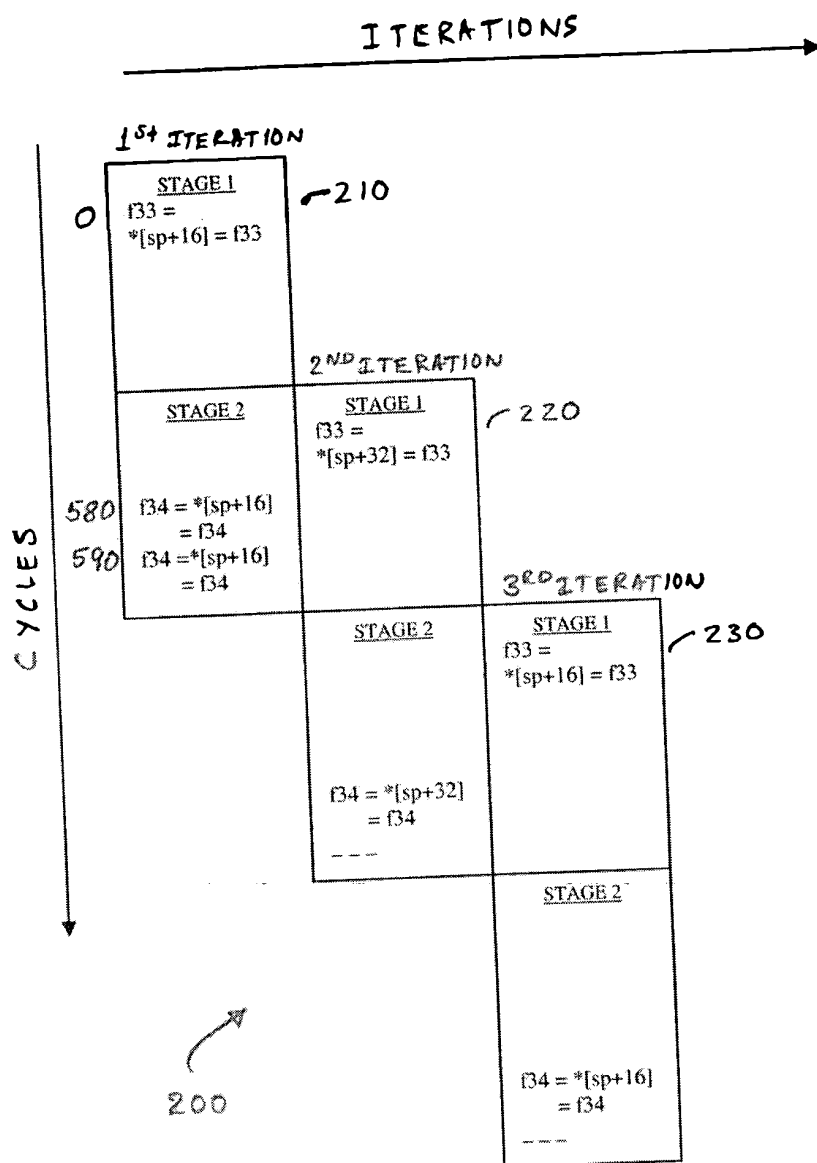 ITERATIONS
1St ITERATION
STAGE 1
210
0
f33 =
*[sp+16] = f33
2ND ITERATION
STAGE 2
STAGE 1
220
f33 =
*[sp+32] = f33
580
f34 = *[sp+16]
= f34
590
f34 =*[sp+16]
= f34
CYCLES
3RD ITERATION
STAGE 2
STAGE 1
230
f33 =
*[sp+16] = f33
f34 = *[sp+32]
= f34
---
STAGE 2
200
f34 = *[sp+16]
= f34
---